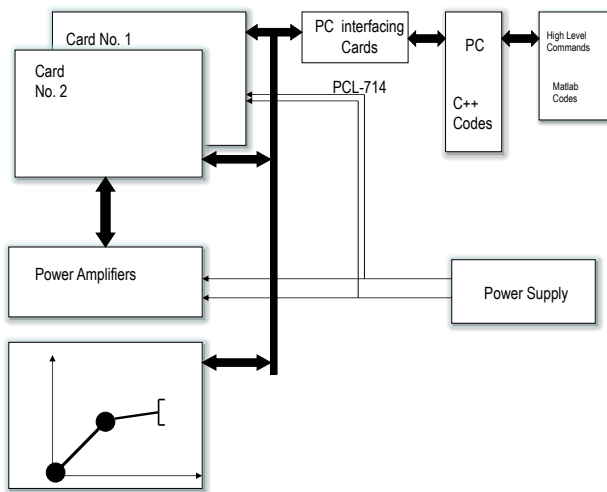 Card No. 1
Card
No. 2
PC interfacing
Cards
PC
C++
Codes
High Level
Commands
Matlab
Codes
PCL-714
Power Amplifiers
Power Supply